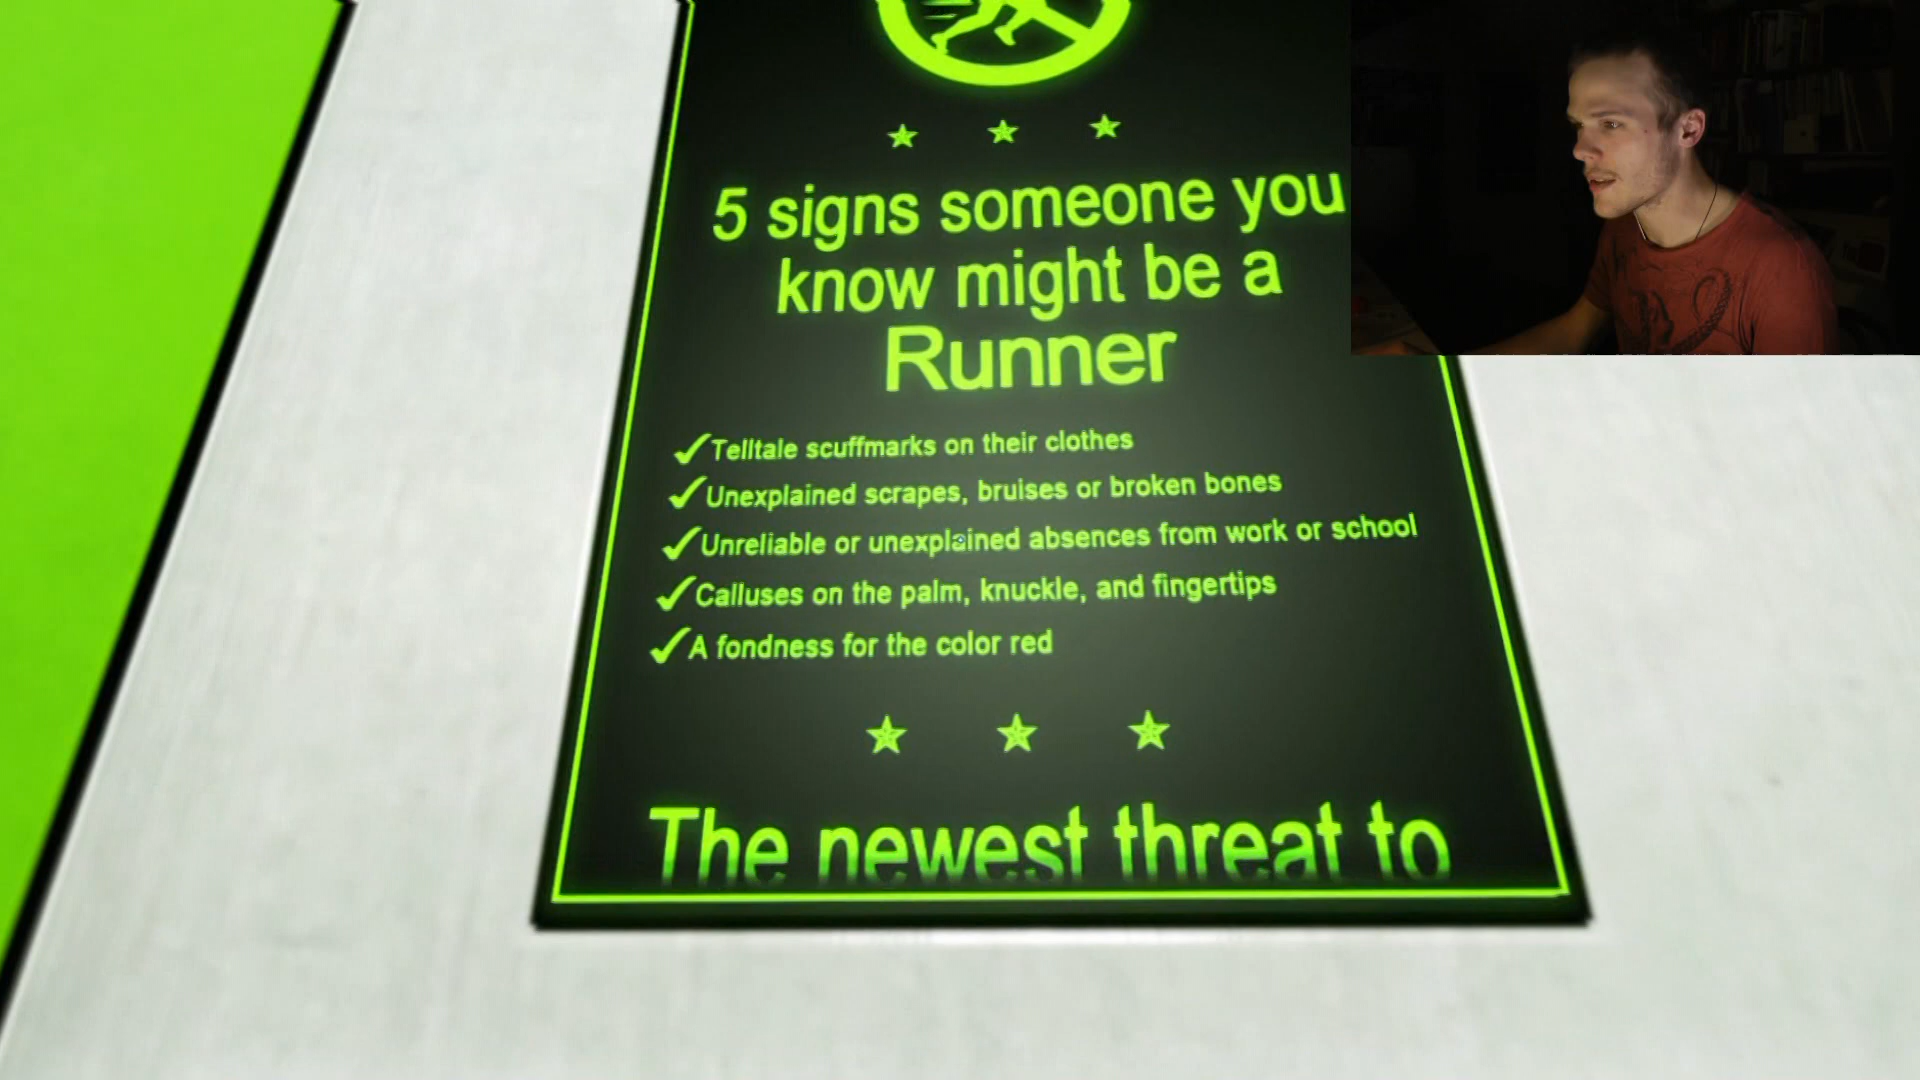 5 signs someone you
know might be a
Runner
Telltale scuffmarks on their clothes
Unexplained scrapes, bruises or broken bones
Unreliable or unexplained absences from work or school
Calluses on the palm, knuckle, and fingertips
A fondness for the color red
The newest threat to